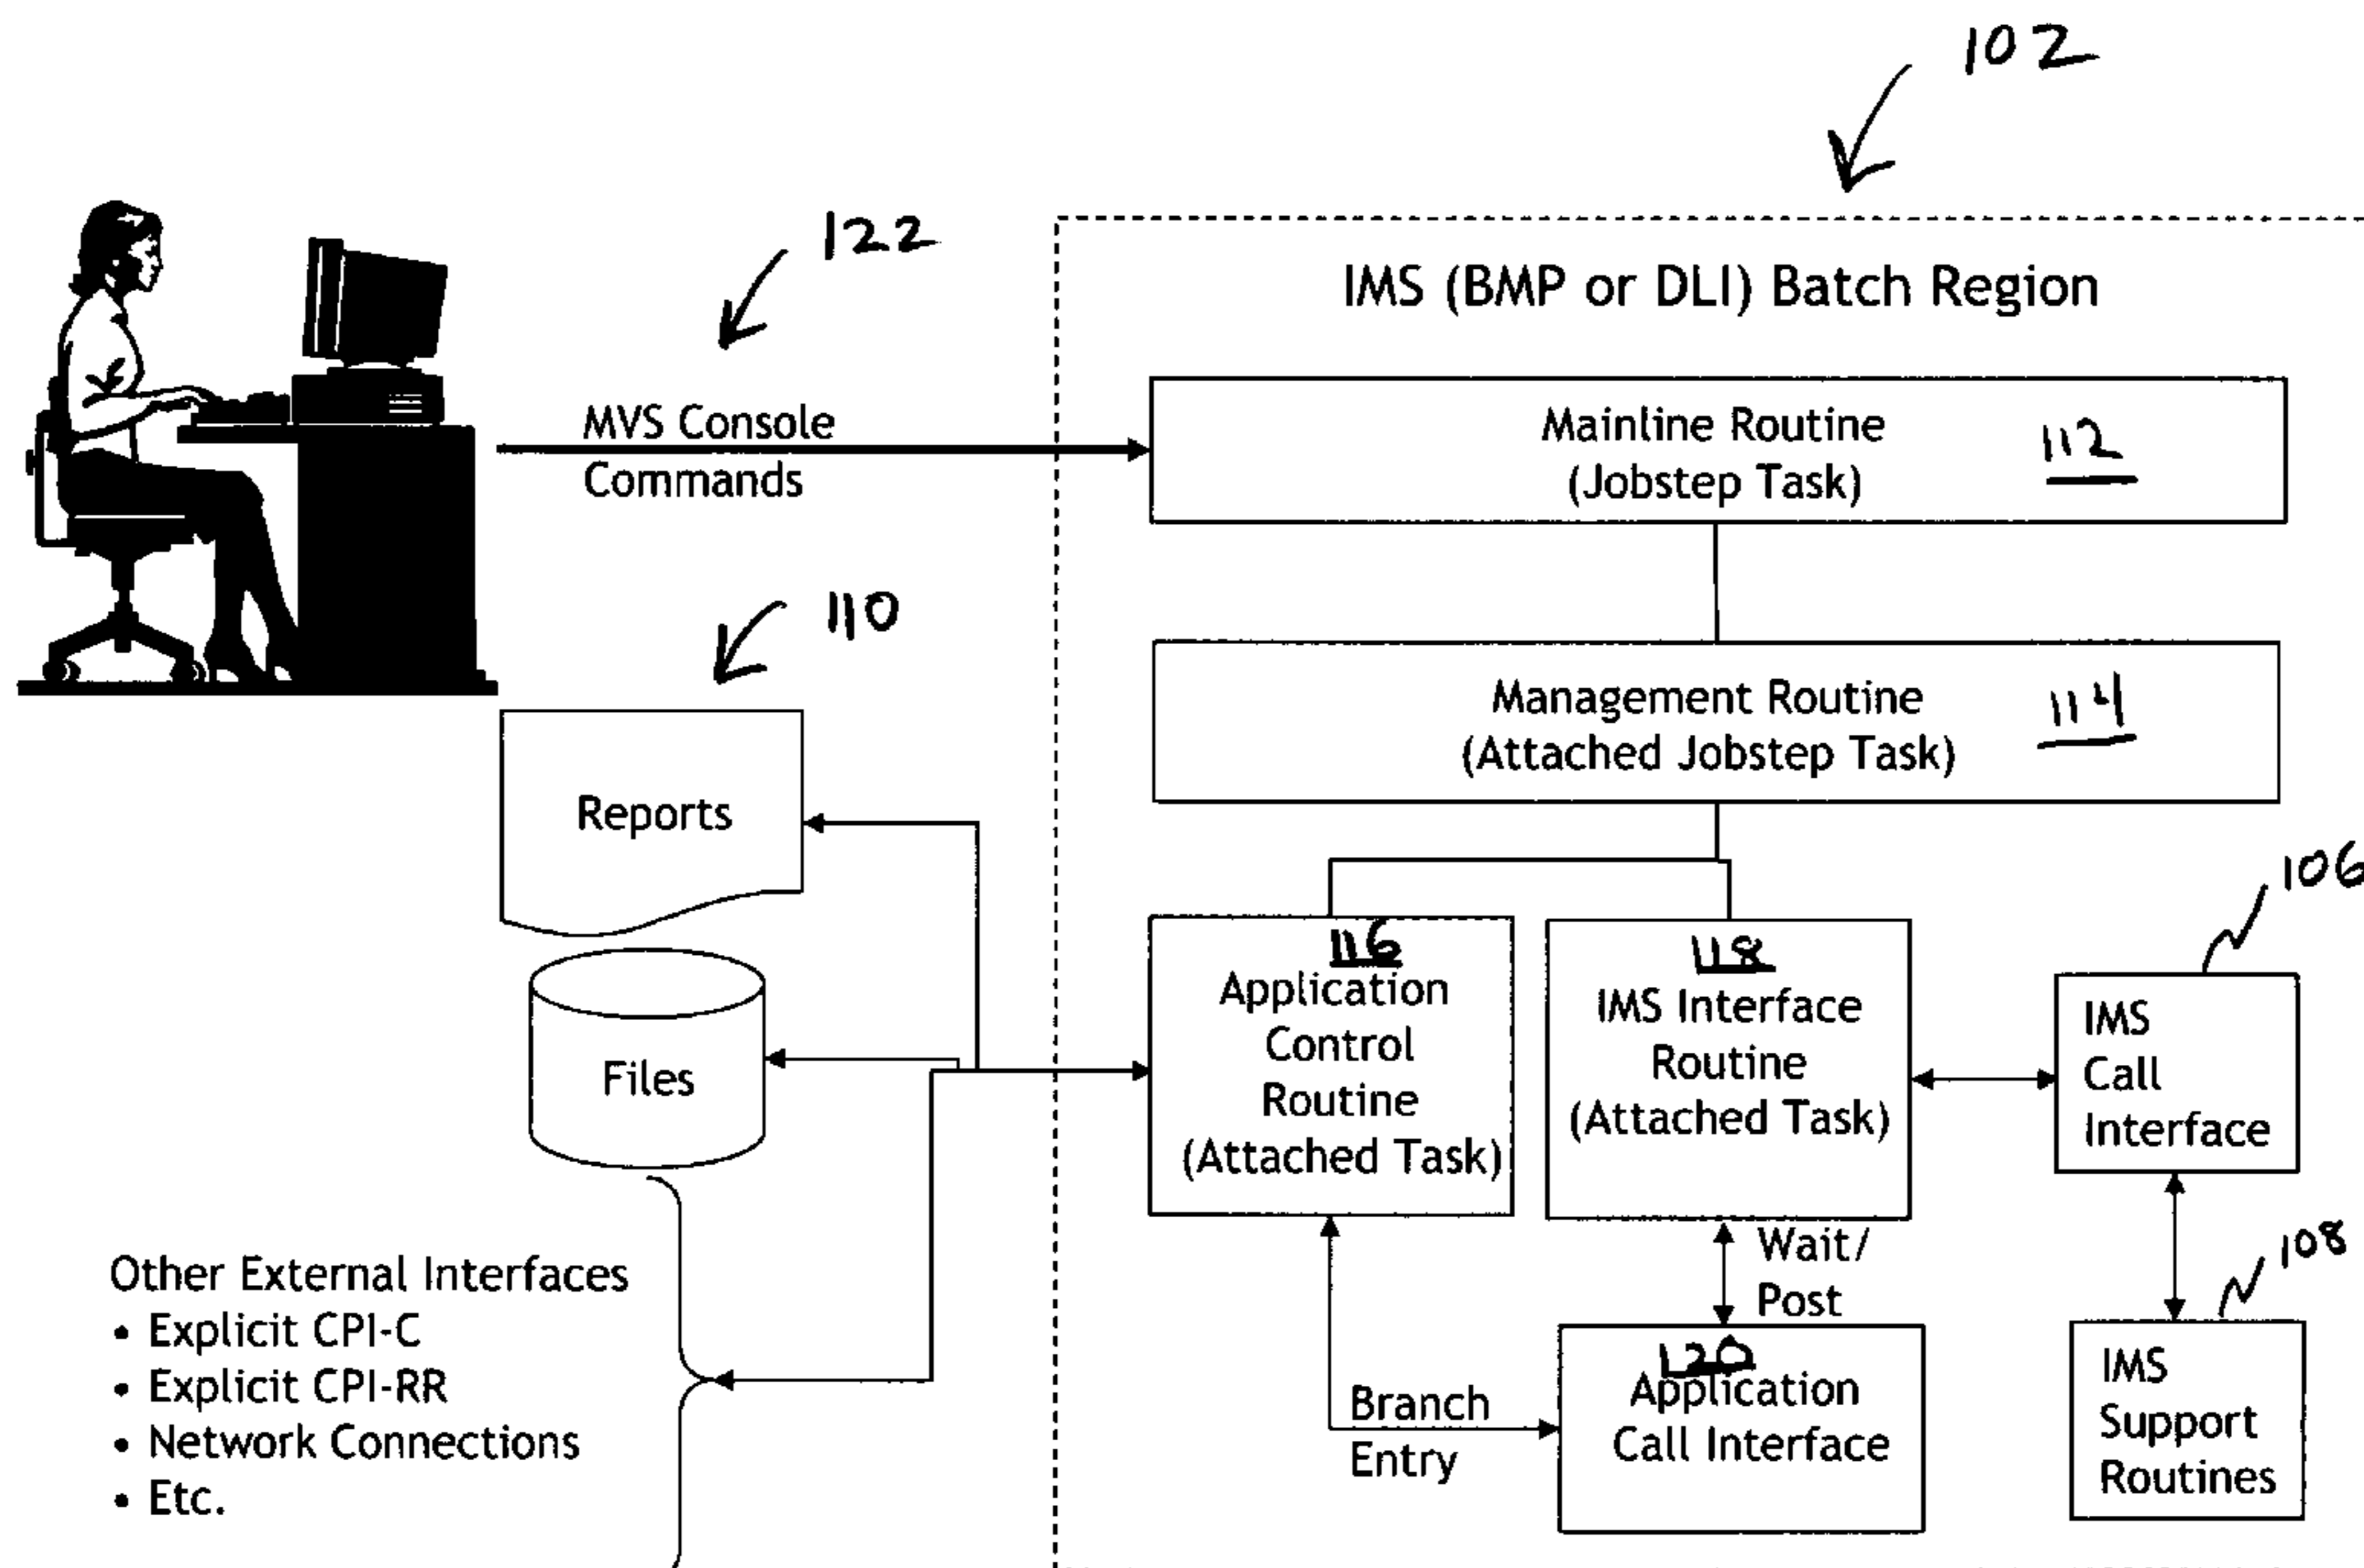 102
122
IMS (BMP or DLI) Batch Region
MVS Console
Commands
Mainline Routine
(Jobstep Task)
112
110
Management Routine
(Attached Jobstep Task)
114
Reports
106
116
Application
Control
Routine
(Attached Task)
118
IMS Interface
Routine
(Attached Task)
IMS
Call
Interface
Files
Wait/
Post
108
Other External Interfaces
• Explicit CPI-C
• Explicit CPI-RR
• Network Connections
• Etc.
Branch
Entry
120
Application
Call Interface
IMS
Support
Routines